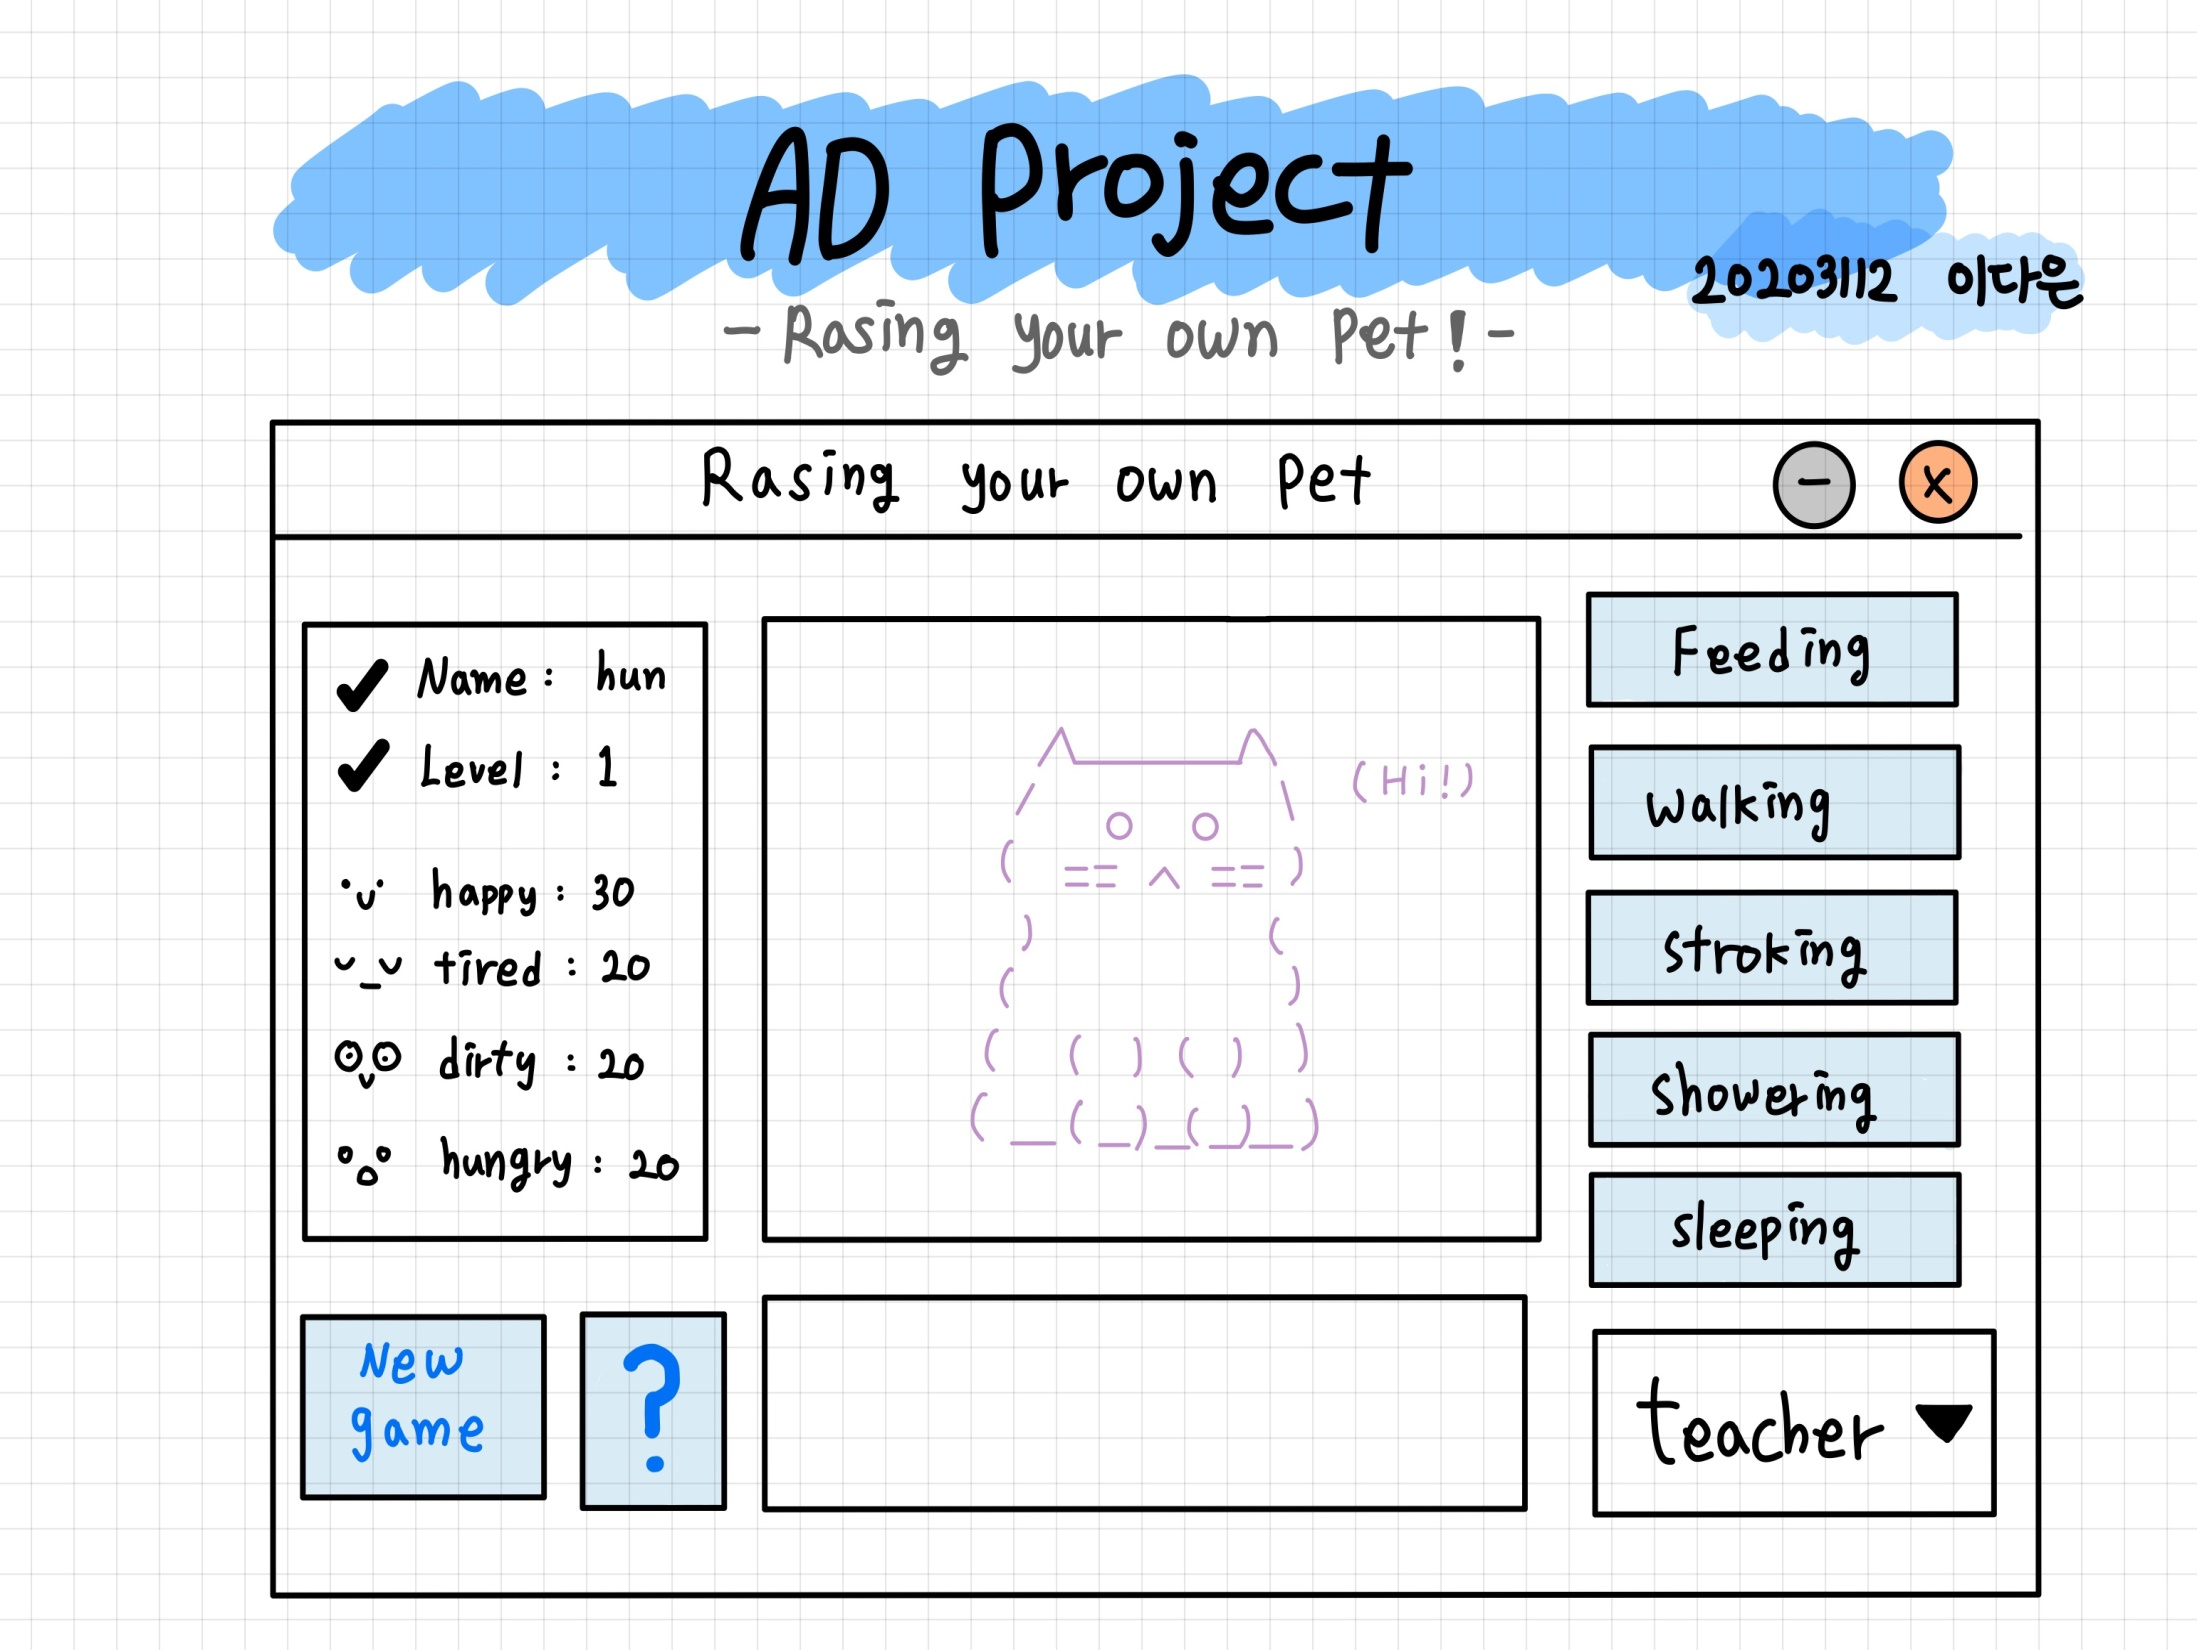 AD Project
20203112 이다은
- Rasing your own Pet! -
Rasing your own Pet
- x
✔ Name : hun
✔ Level : 1
happy : 30
tired : 20
dirty : 20
hungry : 20
(Hi!)
== ^ ==
Feeding
walking
stroking
showering
sleeping
New
game
?
teacher ▼